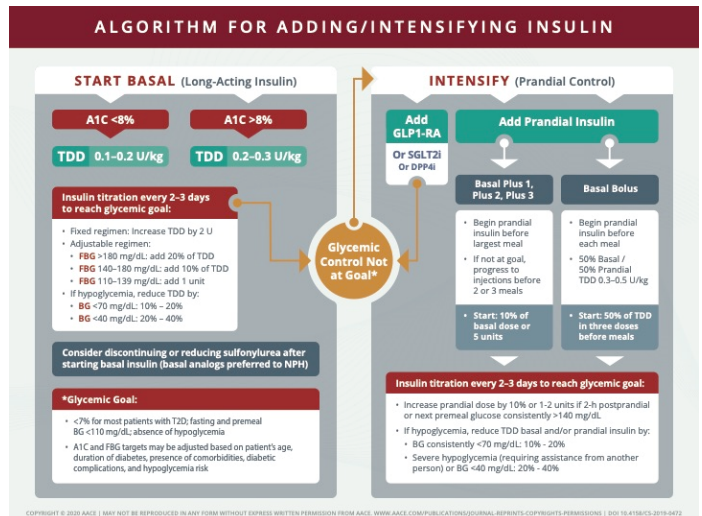 ALGORITHM FOR ADDING/INTENSIFYING INSULIN
START BASAL (Long-Acting Insulin)
A1C <8%
A1C >8%
TDD 0.1–0.2 U/kg
TDD 0.2–0.3 U/kg
Insulin titration every 2–3 days
to reach glycemic goal:
• Fixed regimen: Increase TDD by 2 U
• Adjustable regimen:
• FBG >180 mg/dL: add 20% of TDD
• FBG 140–180 mg/dL: add 10% of TDD
• FBG 110–139 mg/dL: add 1 unit
• If hypoglycemia, reduce TDD by:
• BG <70 mg/dL: 10% – 20%
• BG <40 mg/dL: 20% – 40%
Consider discontinuing or reducing sulfonylurea after
starting basal insulin (basal analogs preferred to NPH)
*Glycemic Goal:
• <7% for most patients with T2D; fasting and premeal
BG <110 mg/dL; absence of hypoglycemia
• A1C and FBG targets may be adjusted based on patient's age,
duration of diabetes, presence of comorbidities, diabetic
complications, and hypoglycemia risk
Glycemic
Control Not
at Goal*
INTENSIFY (Prandial Control)
Add
GLP1-RA
Or SGLT2i
Or DPP4i
Add Prandial Insulin
Basal Plus 1,
Plus 2, Plus 3
• Begin prandial
insulin before
largest meal
• If not at goal,
progress to
injections before
2 or 3 meals
• Start: 10% of
basal dose or
5 units
Basal Bolus
• Begin prandial
insulin before
each meal
• 50% Basal /
50% Prandial
TDD 0.3–0.5 U/kg
• Start: 50% of TDD
in three doses
before meals
Insulin titration every 2–3 days to reach glycemic goal:
• Increase prandial dose by 10% or 1-2 units if 2-h postprandial
or next premeal glucose consistently >140 mg/dL
• If hypoglycemia, reduce TDD basal and/or prandial insulin by:
• BG consistently <70 mg/dL: 10% - 20%
• Severe hypoglycemia (requiring assistance from another
person) or BG <40 mg/dL: 20% - 40%
COPYRIGHT © 2020 AACE | MAY NOT BE REPRODUCED IN ANY FORM WITHOUT EXPRESS WRITTEN PERMISSION FROM AACE. WWW.AACE.COM/PUBLICATIONS/JOURNAL-REPRINTS-COPYRIGHTS-PERMISSIONS | DOI 10.4158/CS-2019-0472